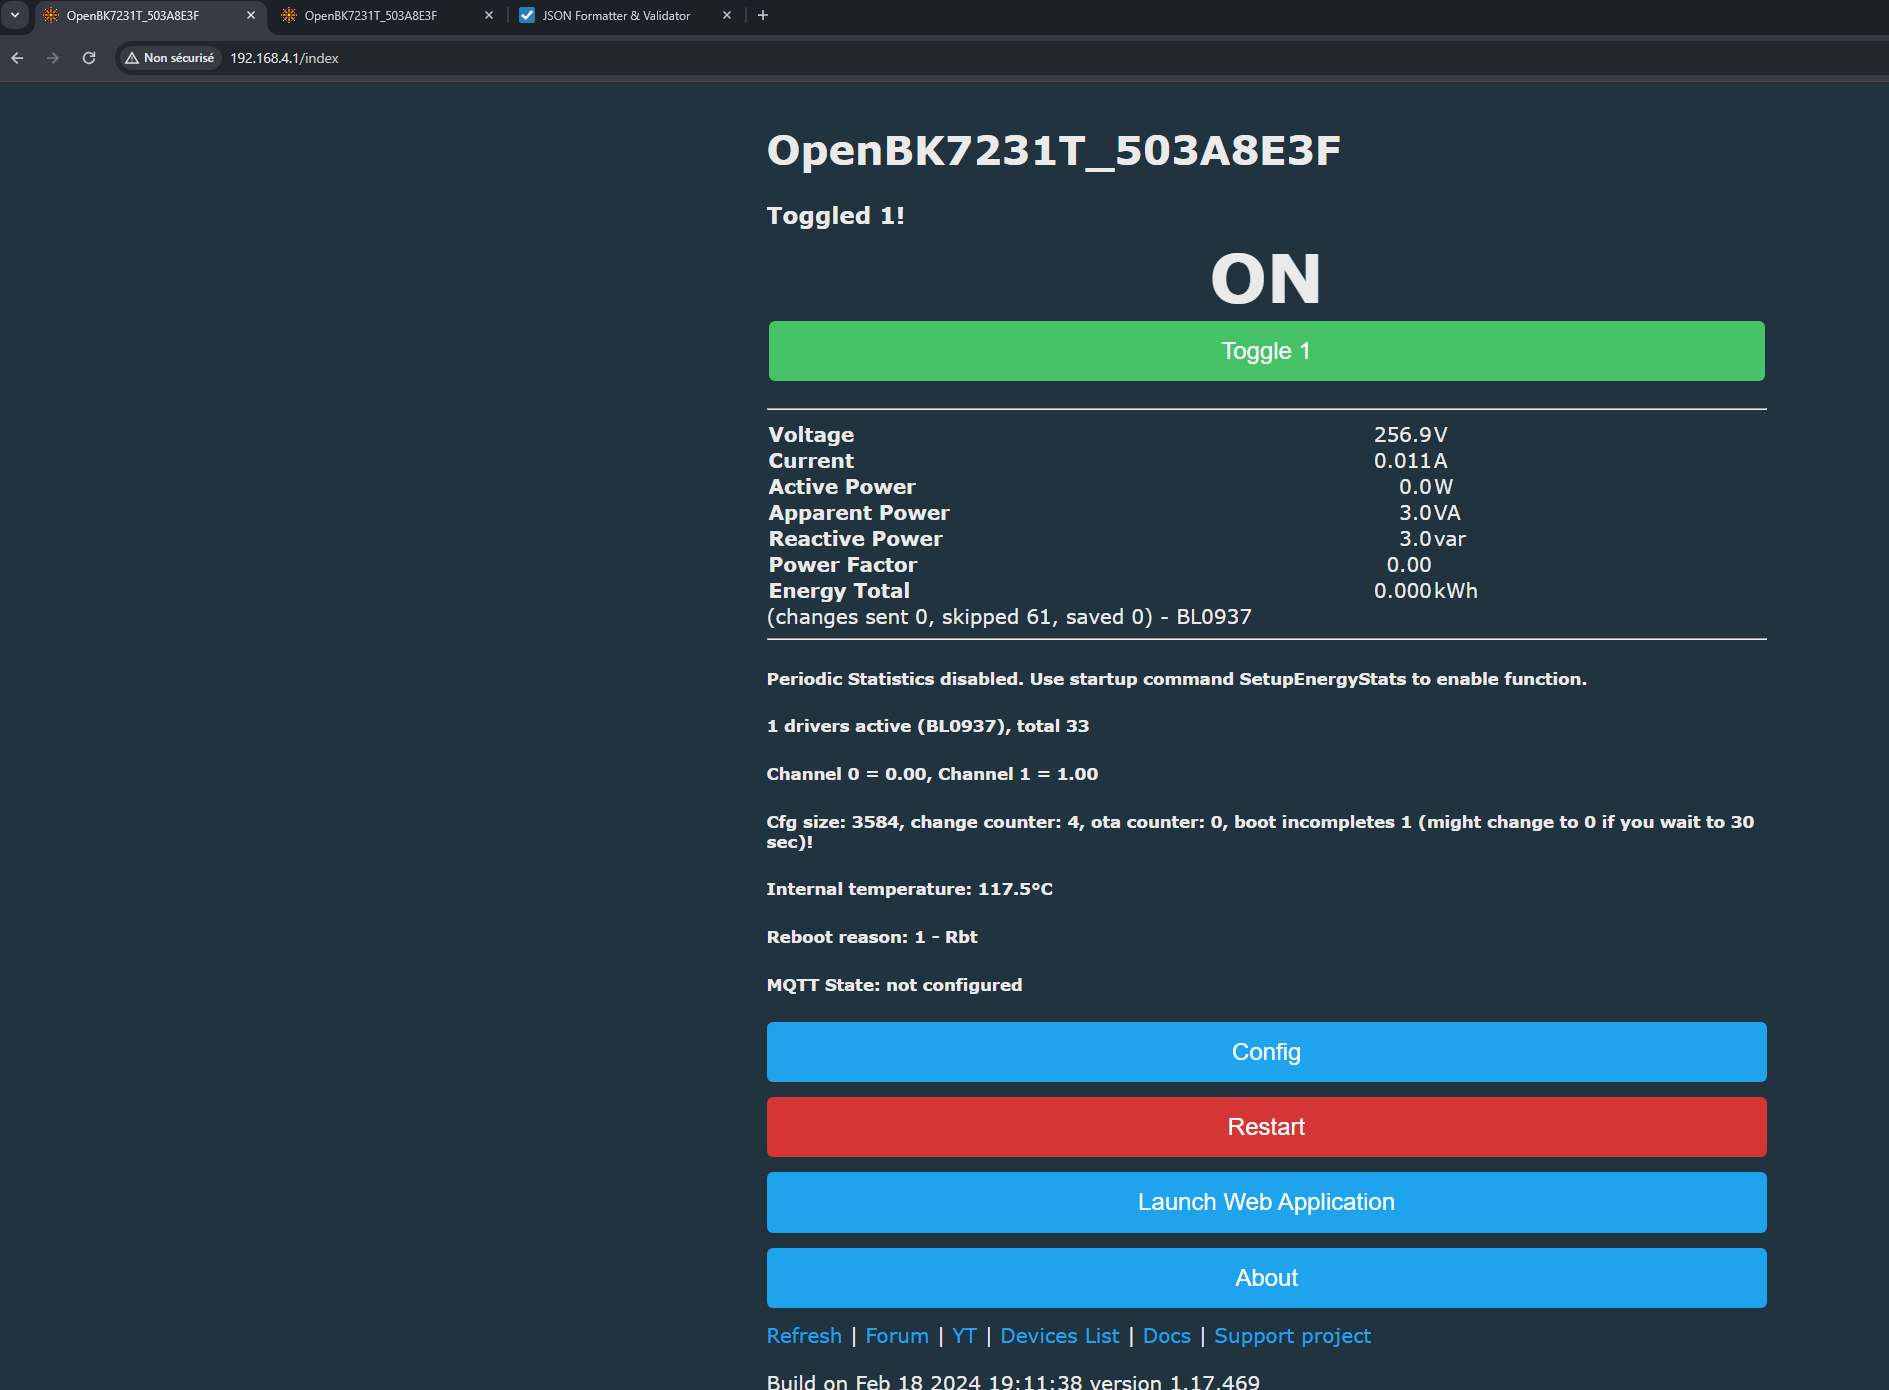 OpenBK7231T_503A8E3F
OpenBK7231T_503A8E3F
JSON Formatter & Validator
Non sécurisé
192.168.4.1/index
OpenBK7231T_503A8E3F
Toggled 1!
ON
Toggle 1
Voltage 256.9V
Current 0.011A
Active Power 0.0W
Apparent Power 3.0VA
Reactive Power 3.0var
Power Factor 0.00
Energy Total 0.000kWh
(changes sent 0, skipped 61, saved 0) - BL0937
Periodic Statistics disabled. Use startup command SetupEnergyStats to enable function.
1 drivers active (BL0937), total 33
Channel 0 = 0.00, Channel 1 = 1.00
Cfg size: 3584, change counter: 4, ota counter: 0, boot incompletes 1 (might change to 0 if you wait to 30
sec)!
Internal temperature: 117.5°C
Reboot reason: 1 - Rbt
MQTT State: not configured
Config
Restart
Launch Web Application
About
Refresh | Forum | YT | Devices List | Docs | Support project
Build on Feb 18 2024 19:11:38 version 1.17.469